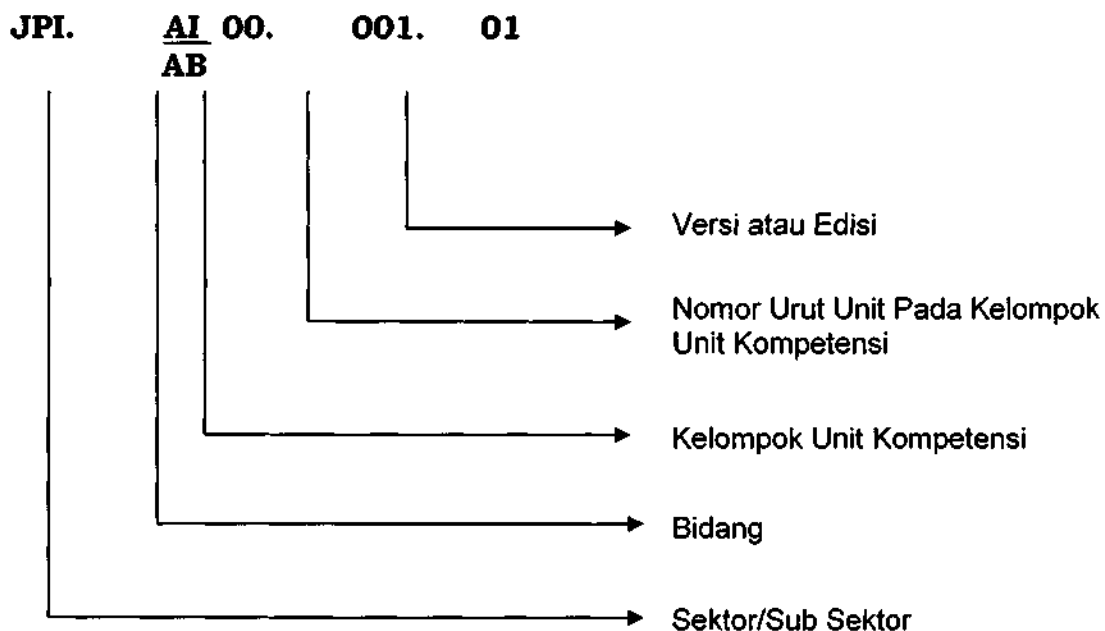 JPI. AI 00. 001. 01
AB
Versi atau Edisi
Nomor Urut Unit Pada Kelompok
Unit Kompetensi
Kelompok Unit Kompetensi
Bidang
Sektor/Sub Sektor